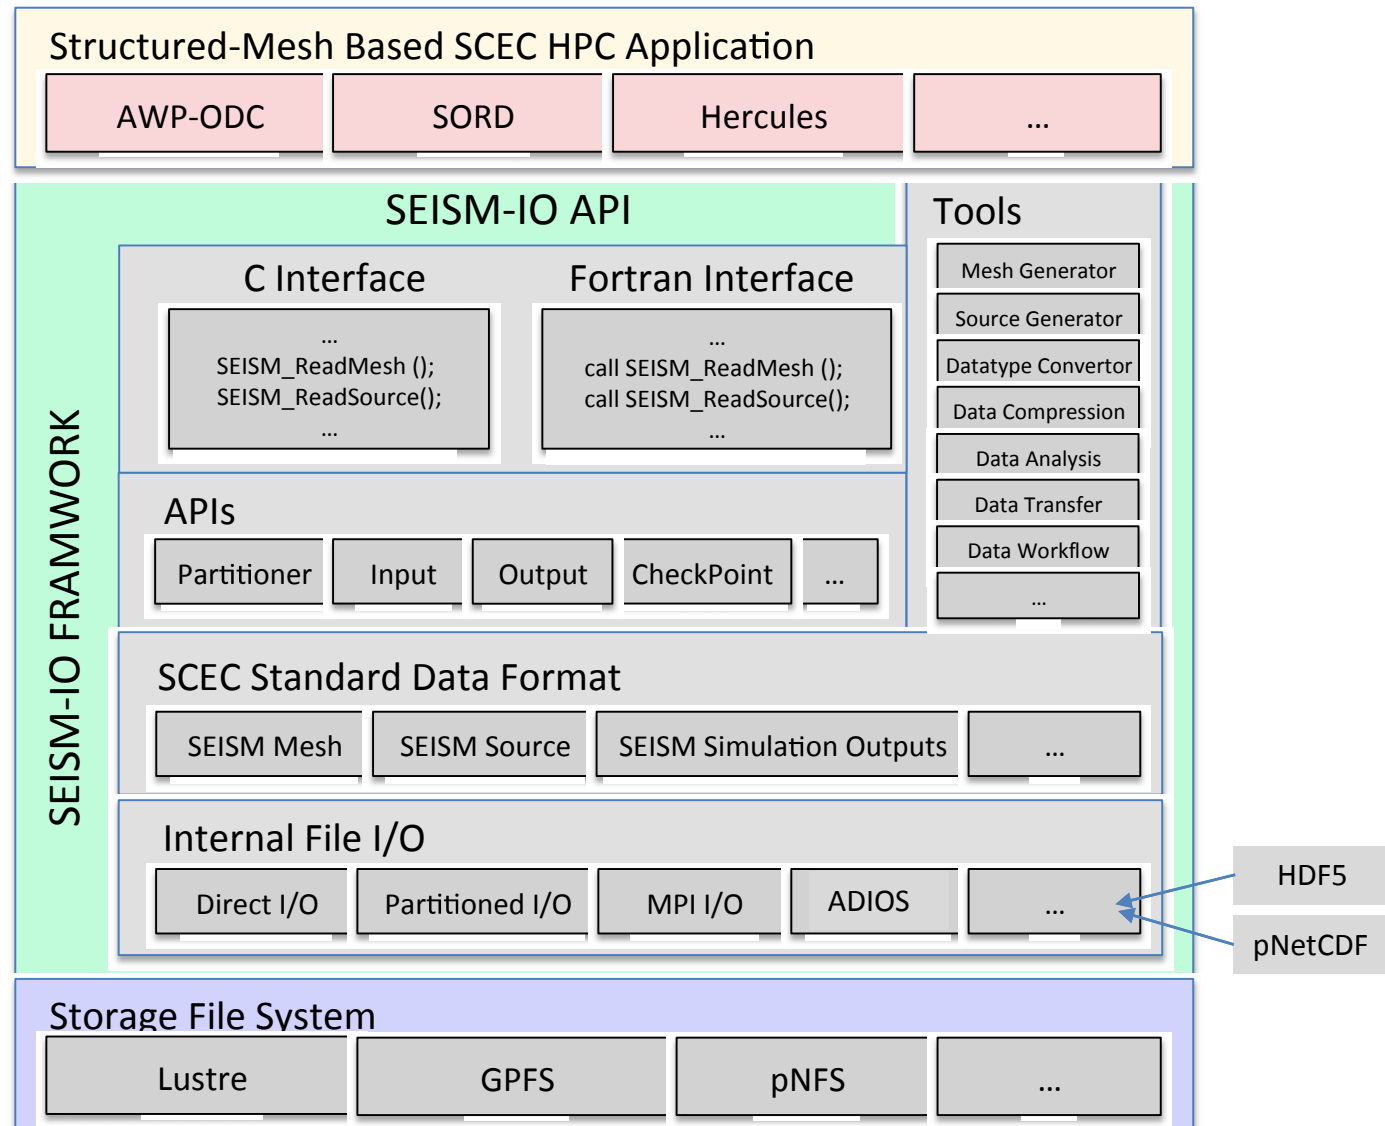 Structured-Mesh Based SCEC HPC Application
AWP-ODC
SORD
Hercules
...
SEISM-IO FRAMWORK
SEISM-IO API
C Interface
...
SEISM_ReadMesh ();
SEISM_ReadSource();
...
Fortran Interface
...
call SEISM_ReadMesh ();
call SEISM_ReadSource();
...
Tools
Mesh Generator
Source Generator
Datatype Convertor
Data Compression
Data Analysis
Data Transfer
Data Workflow
...
APIs
Partitioner
Input
Output
CheckPoint
...
SCEC Standard Data Format
SEISM Mesh
SEISM Source
SEISM Simulation Outputs
...
Internal File I/O
Direct I/O
Partitioned I/O
MPI I/O
ADIOS
...
HDF5
pNetCDF
Storage File System
Lustre
GPFS
pNFS
...